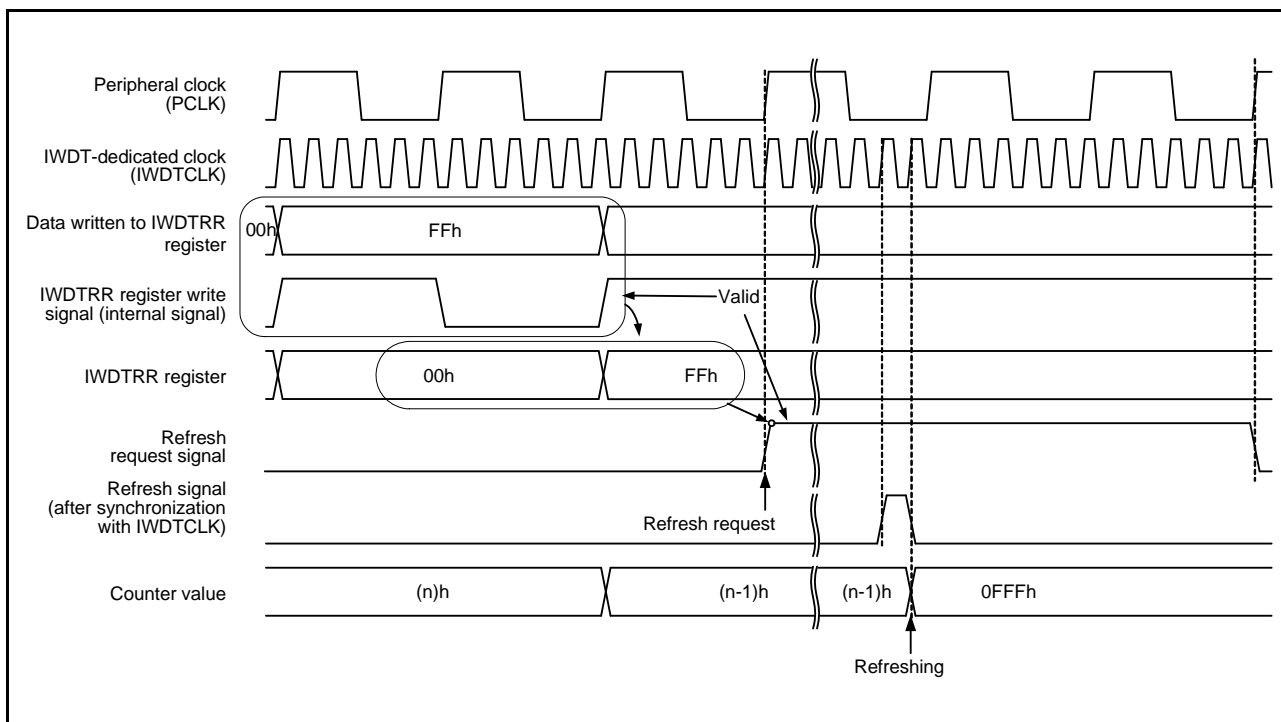 Peripheral clock
(PCLK)
IWDT-dedicated clock
(IWDTCLK)
Data written to IWDTRR
register
00h
FFh
IWDTRR register write
signal (internal signal)
Valid
IWDTRR register
00h
FFh
Refresh
request signal
Refresh signal
(after synchronization
with IWDTCLK)
Refresh request
Counter value
(n)h
(n-1)h
(n-1)h
0FFFh
Refreshing